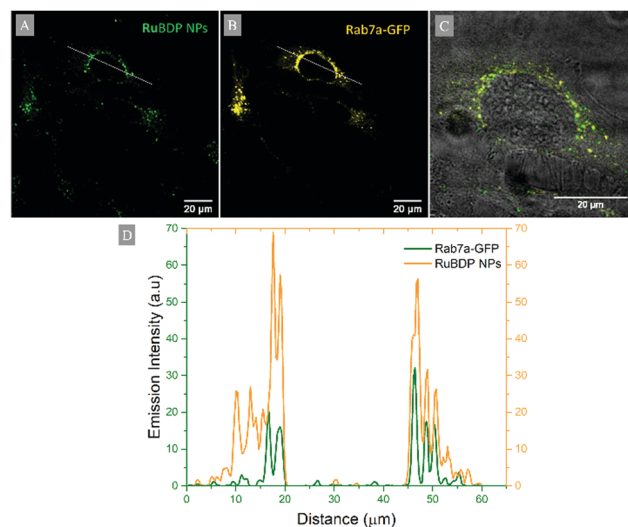 A
RuBDP NPs
20 µm
B
Rab7a-GFP
20 µm
C
20 µm
D
Rab7a-GFP
RuBDP NPs
Emission Intensity (a.u)
70
60
50
40
30
20
10
0
70
60
50
40
30
20
10
0
0 10 20 30 40 50 60
Distance (µm)